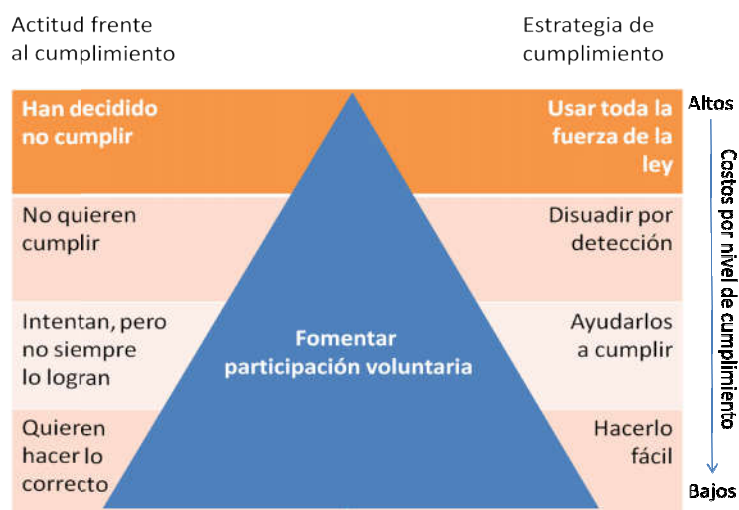 Actitud frente
al cumplimiento
Estrategia de
cumplimiento
Han decidido
no cumplir
Usar toda la
fuerza de la
ley
Altos
No quieren
cumplir
Disuadir por
detección
Intentan, pero
no siempre
lo logran
Fomentar
participación voluntaria
Ayudarlos
a cumplir
Quieren
hacer lo
correcto
Hacerlo
fácil
Costos por nivel de cumplimiento
Bajos